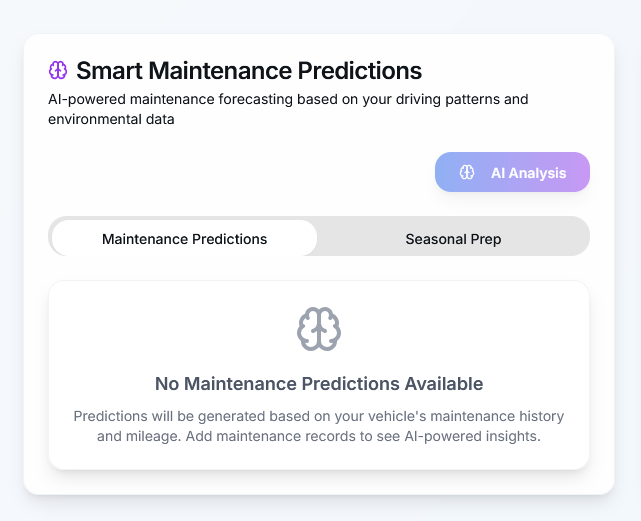 Smart Maintenance Predictions
AI-powered maintenance forecasting based on your driving patterns and
environmental data
AI Analysis
Maintenance Predictions
Seasonal Prep
No Maintenance Predictions Available
Predictions will be generated based on your vehicle's maintenance history
and mileage. Add maintenance records to see AI-powered insights.